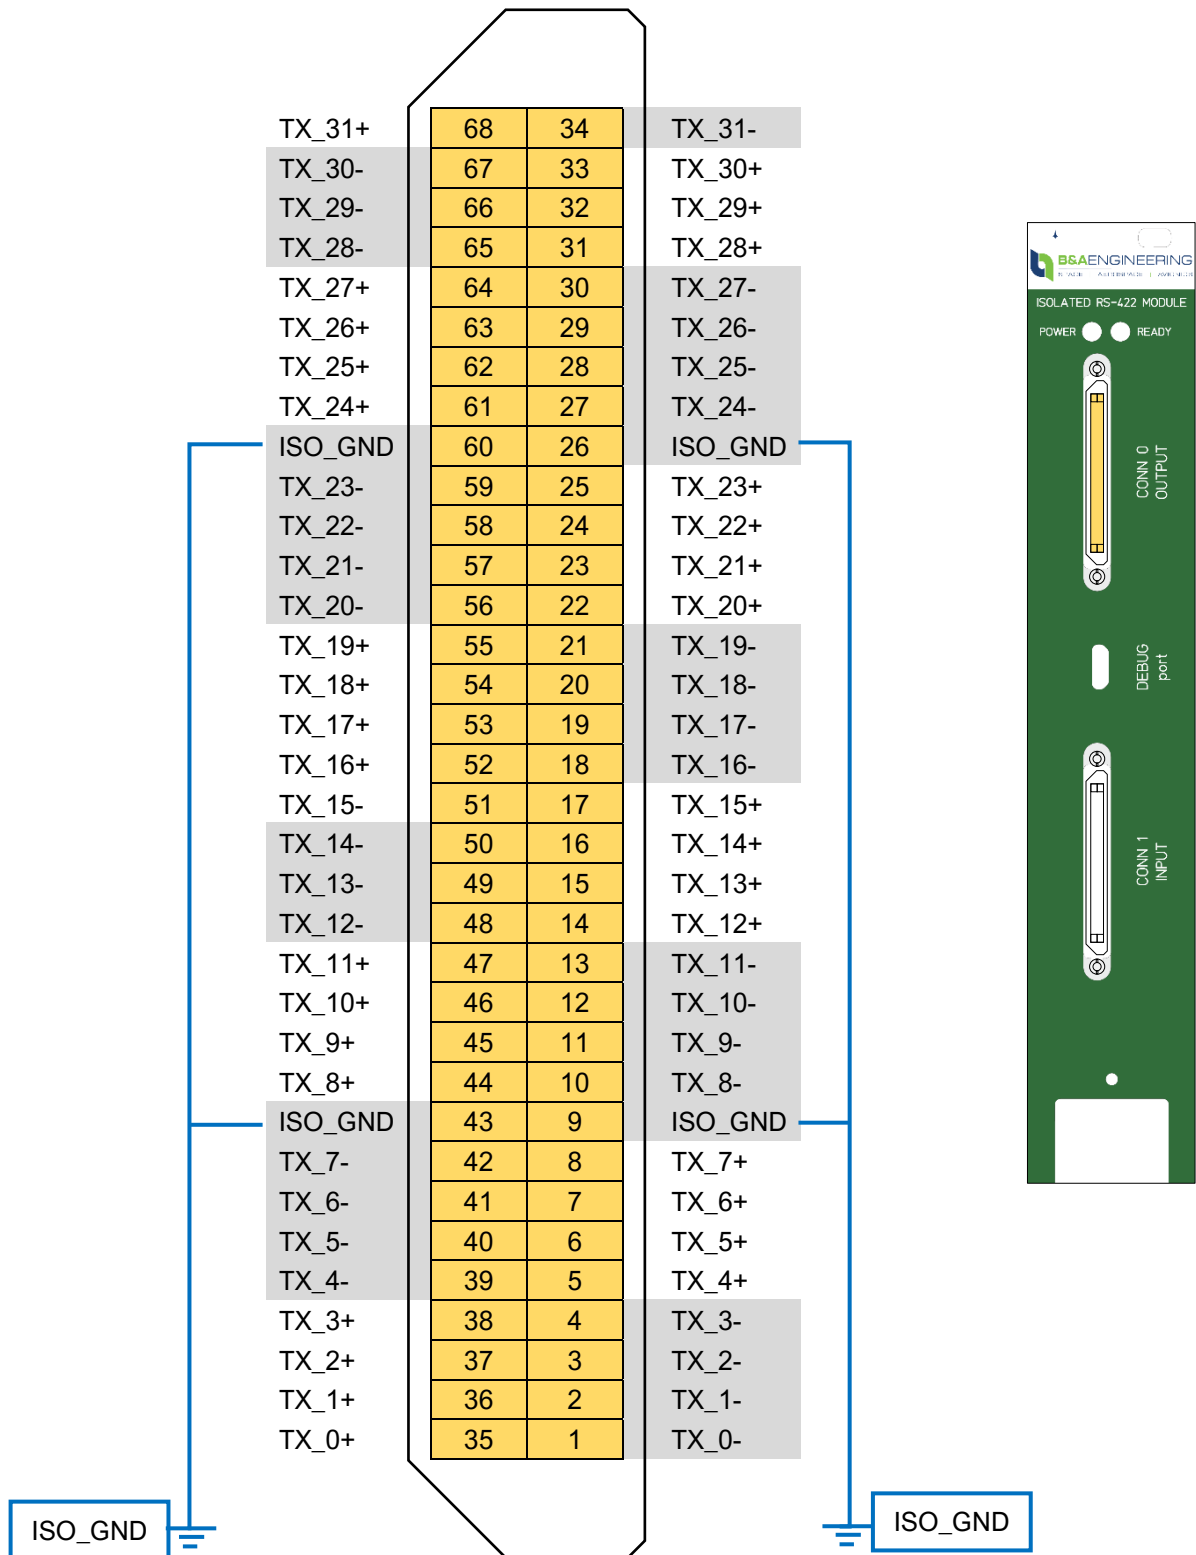 TX_31+ 68 34 TX_31-
TX_30- 67 33 TX_30+
TX_29- 66 32 TX_29+
TX_28- 65 31 TX_28+
TX_27+ 64 30 TX_27-
TX_26+ 63 29 TX_26-
TX_25+ 62 28 TX_25-
TX_24+ 61 27 TX_24-
ISO_GND 60 26 ISO_GND
TX_23- 59 25 TX_23+
TX_22- 58 24 TX_22+
TX_21- 57 23 TX_21+
TX_20- 56 22 TX_20+
TX_19+ 55 21 TX_19-
TX_18+ 54 20 TX_18-
TX_17+ 53 19 TX_17-
TX_16+ 52 18 TX_16-
TX_15- 51 17 TX_15+
TX_14- 50 16 TX_14+
TX_13- 49 15 TX_13+
TX_12- 48 14 TX_12+
TX_11+ 47 13 TX_11-
TX_10+ 46 12 TX_10-
TX_9+ 45 11 TX_9-
TX_8+ 44 10 TX_8-
ISO_GND 43 9 ISO_GND
TX_7- 42 8 TX_7+
TX_6- 41 7 TX_6+
TX_5- 40 6 TX_5+
TX_4- 39 5 TX_4+
TX_3+ 38 4 TX_3-
TX_2+ 37 3 TX_2-
TX_1+ 36 2 TX_1-
TX_0+ 35 1 TX_0-
ISO_GND
ISO_GND
B&AENGINEERING
ISOLATED RS-422 MODULE
POWER READY
CONN 0
OUTPUT
DEBUG
port
CONN 1
INPUT